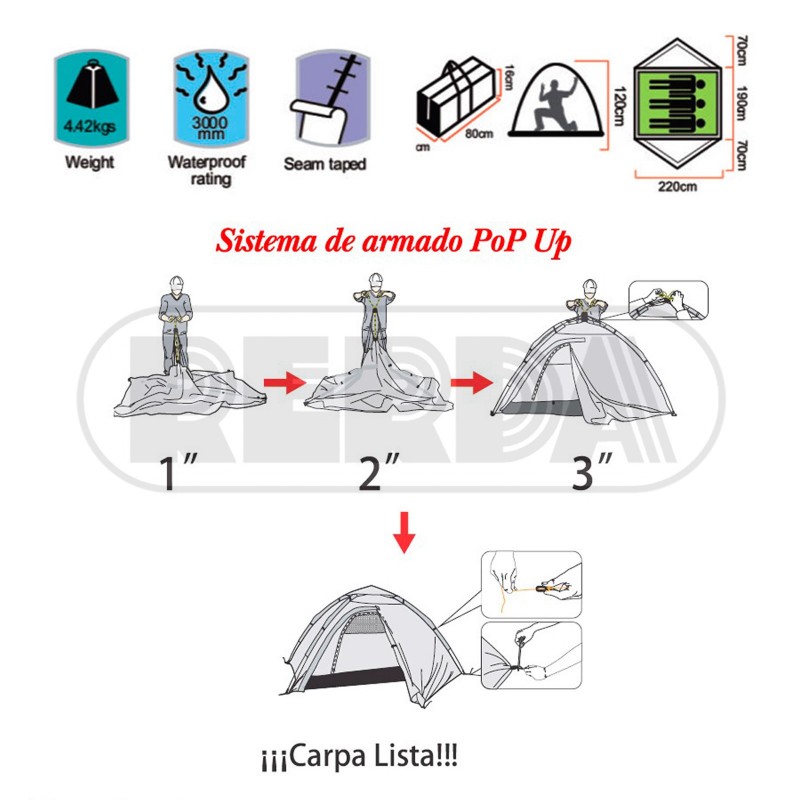 4.42kgs
Weight
3000
mm
Waterproof
rating
Seam taped
cm
80cm
16cm
120cm
70cm
190cm
70cm
220cm
Sistema de armado PoP Up
RERDA
1”
2”
3”
¡¡¡Carpa Lista!!!